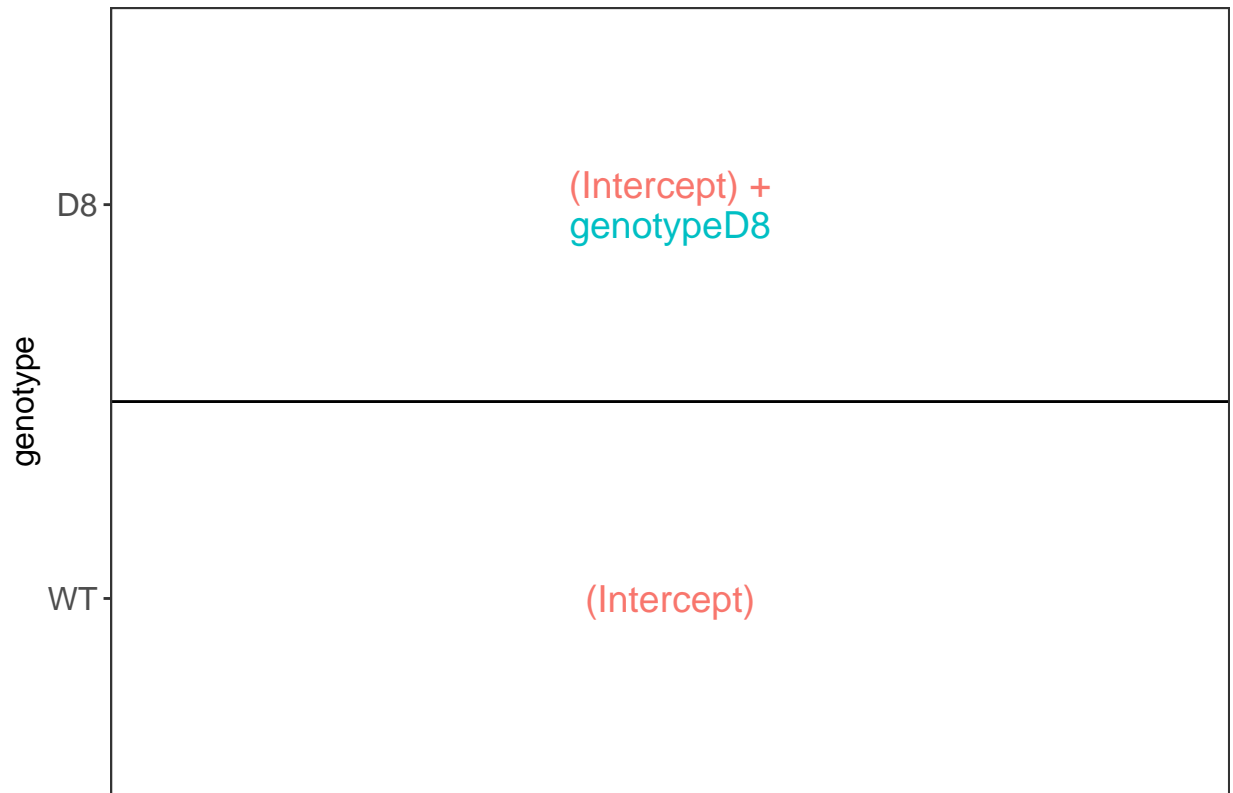 D8
(Intercept) +
genotypeD8
genotype
WT
(Intercept)